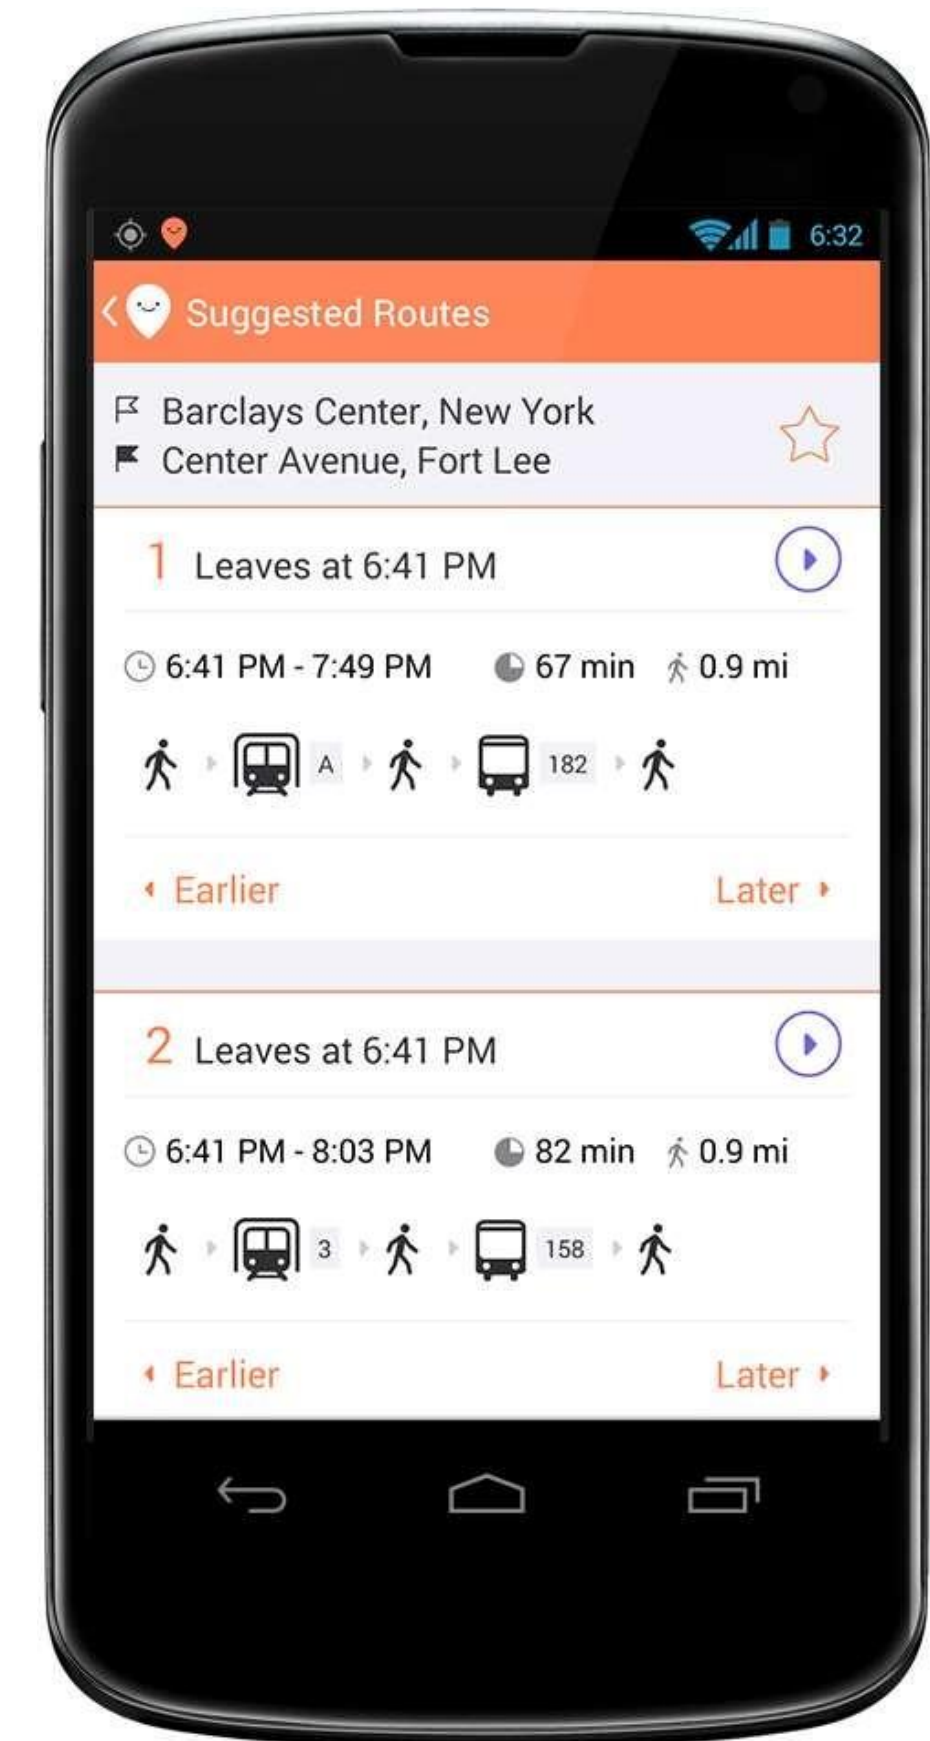 6:32
Suggested Routes
Barclays Center, New York
Center Avenue, Fort Lee
1 Leaves at 6:41 PM
6:41 PM - 7:49 PM 67 min 0.9 mi
A 182
Earlier Later
2 Leaves at 6:41 PM
6:41 PM - 8:03 PM 82 min 0.9 mi
3 158
Earlier Later